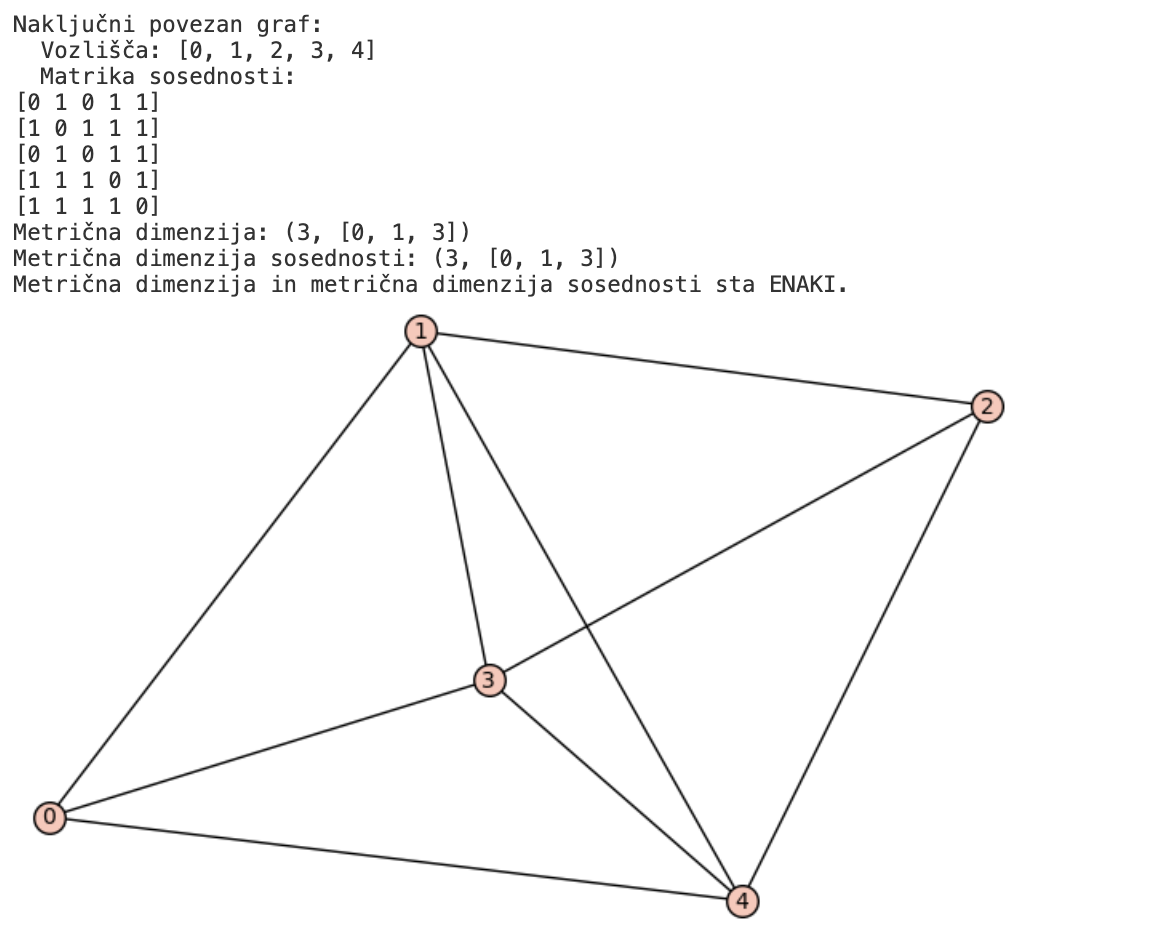 Naključni povezan graf:
Vozlišča: [0, 1, 2, 3, 4]
Matrika sosednosti:
[0 1 0 1 1]
[1 0 1 1 1]
[0 1 0 1 1]
[1 1 1 0 1]
[1 1 1 1 0]
Metrična dimenzija: (3, [0, 1, 3])
Metrična dimenzija sosednosti: (3, [0, 1, 3])
Metrična dimenzija in metrična dimenzija sosednosti sta ENAKI.
1
2
3
0
4